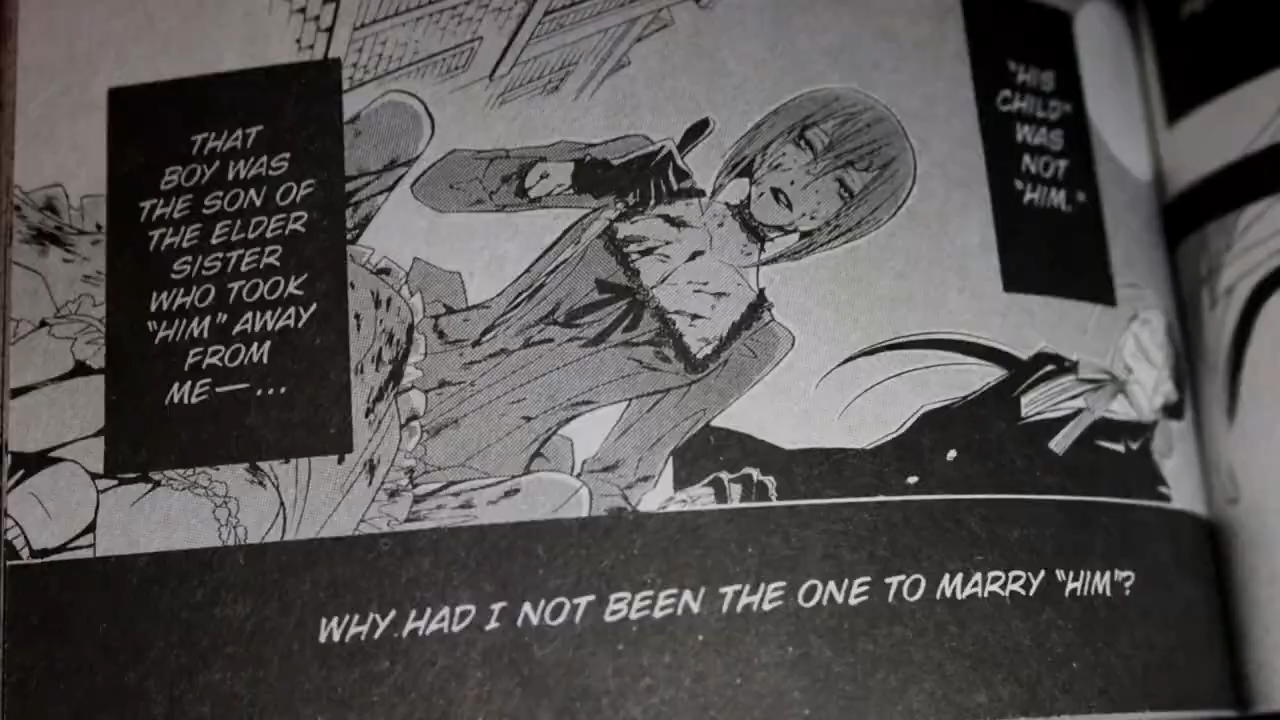 THAT
BOY WAS
THE SON OF
THE ELDER
SISTER
WHO TOOK
"HIM" AWAY
FROM
ME—...
"HIS
CHILD"
WAS
NOT
"HIM."
WHY HAD I NOT BEEN THE ONE TO MARRY "HIM"?